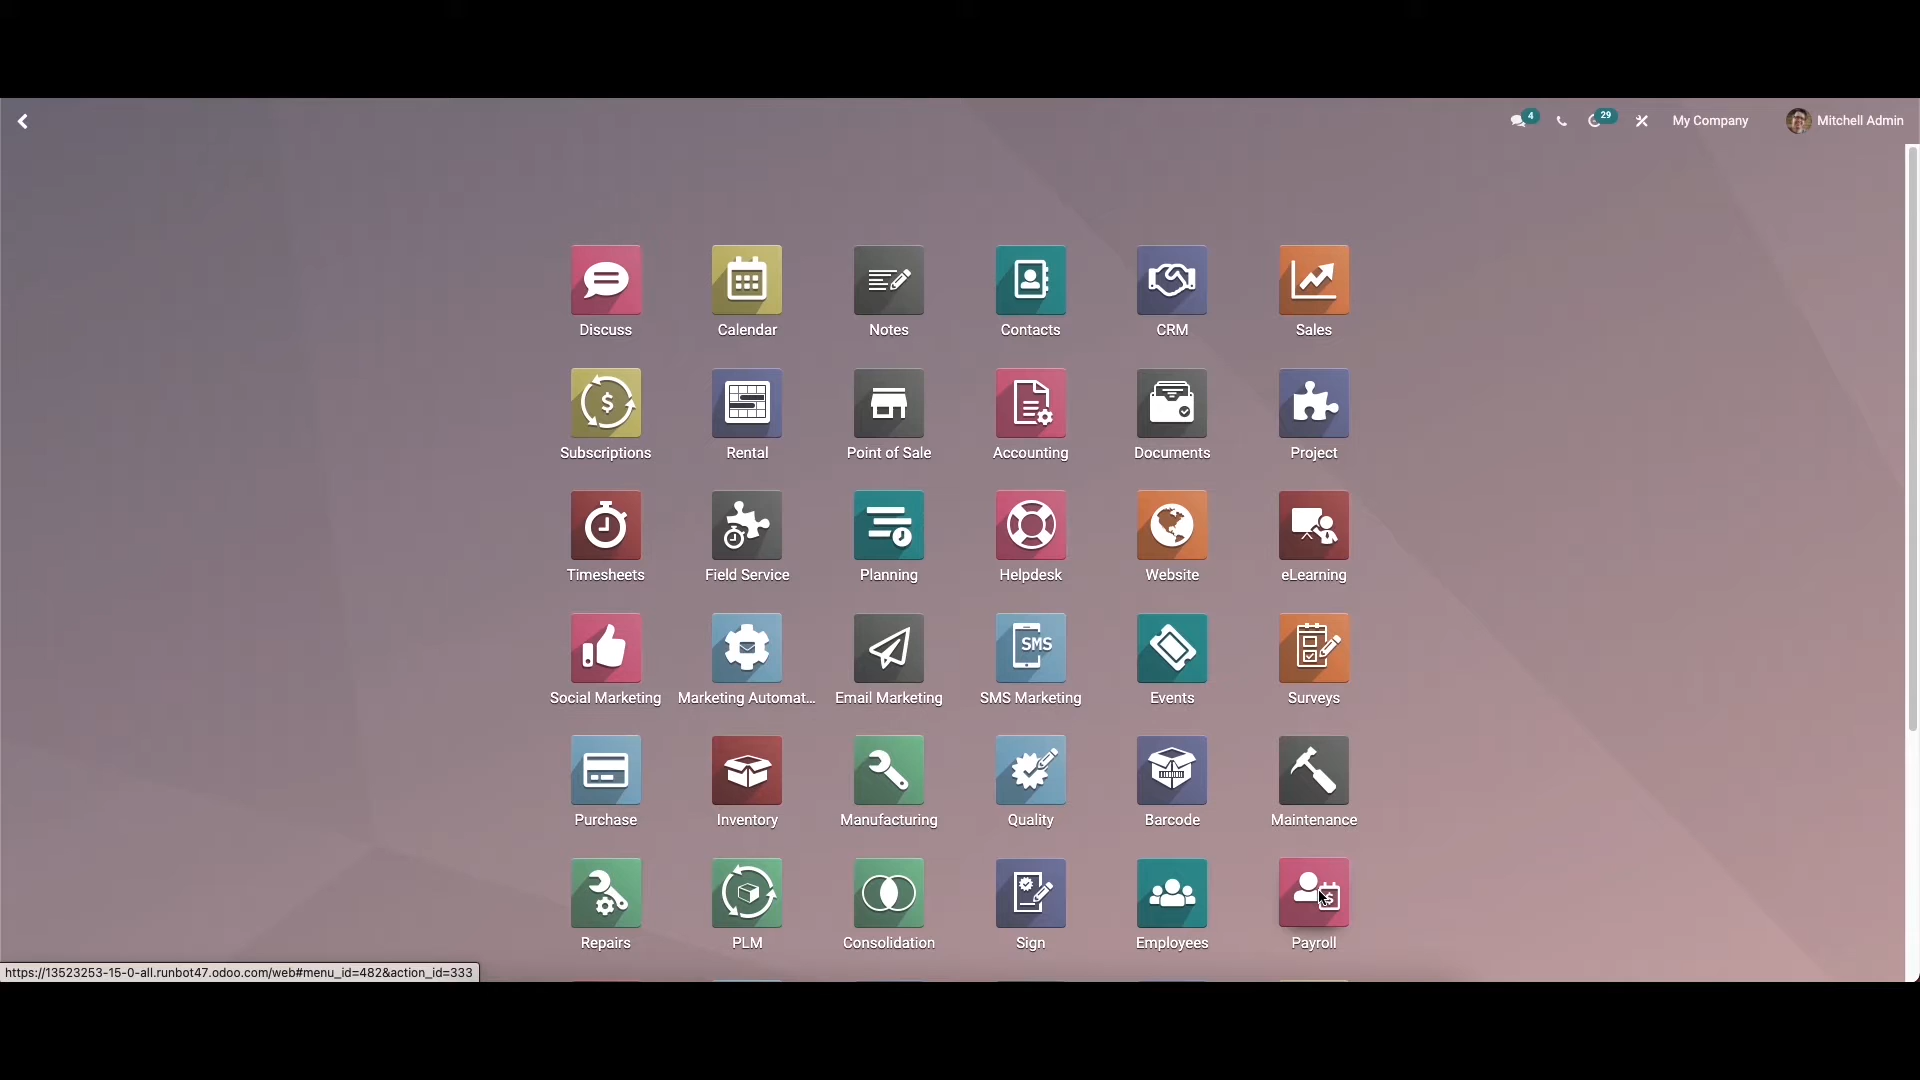 4
29
My Company
Mitchell Admin
Discuss
Calendar
Notes
Contacts
CRM
Sales
$
Subscriptions
Rental
Point of Sale
Accounting
Documents
Project
Timesheets
Field Service
Planning
Helpdesk
Website
eLearning
SMS
Social Marketing
Marketing Automat...
Email Marketing
SMS Marketing
Events
Surveys
Purchase
Inventory
Manufacturing
Quality
Barcode
Maintenance
$
Repairs
PLM
Consolidation
Sign
Employees
Payroll
https://13523253-15-0-all.runbot47.odoo.com/web#menu_id=482&action_id=333